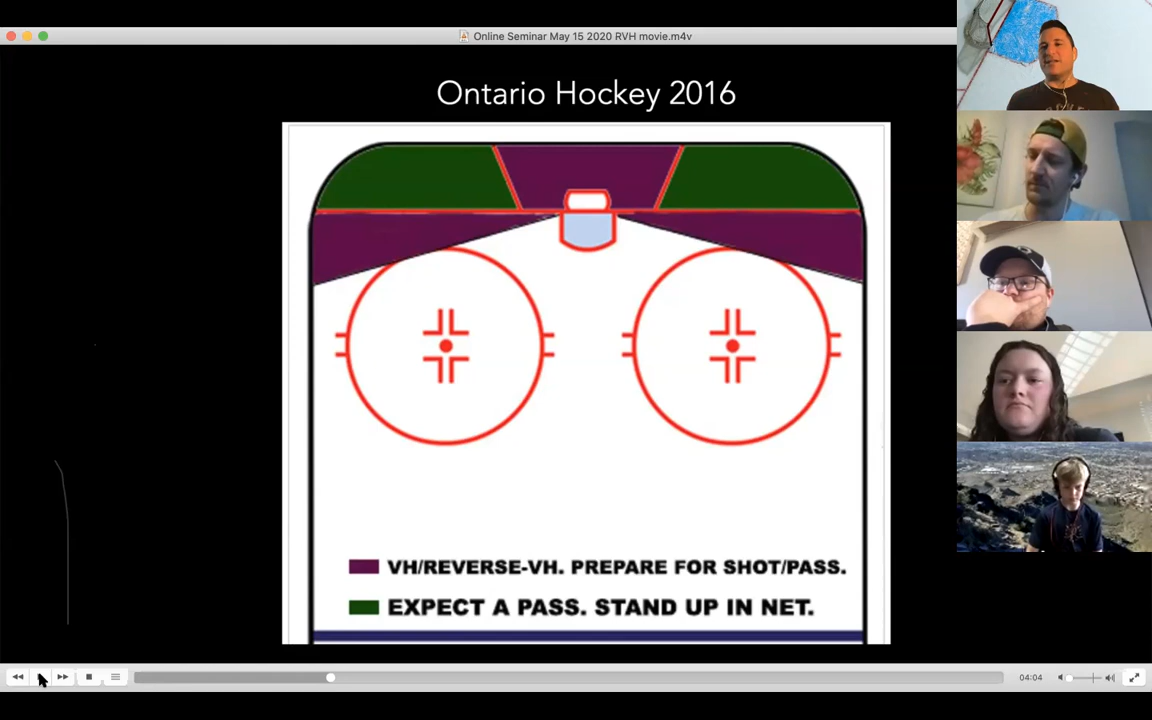 Online Seminar May 15 2020 RVH movie.m4v
Ontario Hockey 2016
VH/REVERSE-VH. PREPARE FOR SHOT/PASS.
EXPECT A PASS. STAND UP IN NET.
04:04